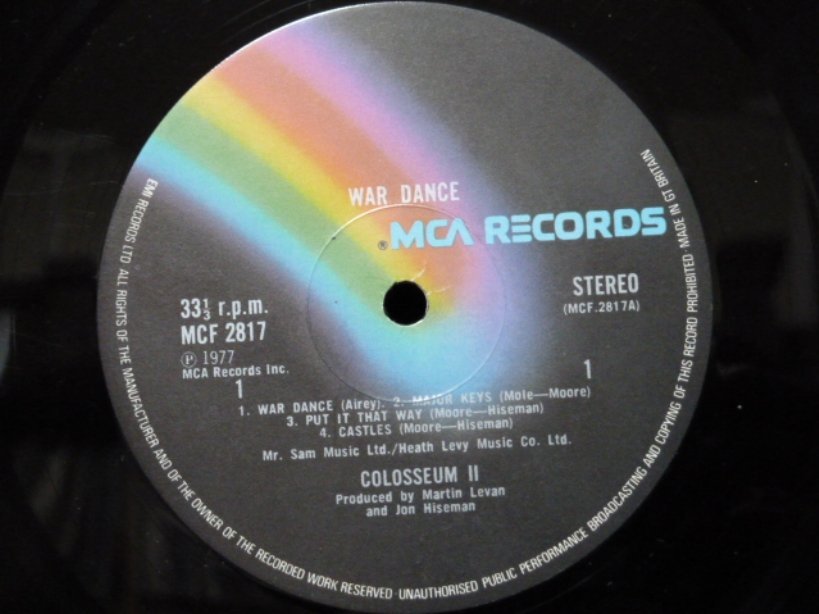 WAR DANCE
® MCA RECORDS
33⅓ r.p.m.
MCF 2817
℗ 1977
MCA Records Inc.
1
STEREO
(MCF.2817A)
1
1. WAR DANCE (Airey). 2. MAJOR KEYS (Mole—Moore)
3. PUT IT THAT WAY (Moore—Hiseman)
4. CASTLES (Moore—Hiseman)
Mr. Sam Music Ltd./Heath Levy Music Co. Ltd.
COLOSSEUM II
Produced by Martin Levan
and Jon Hiseman
EMI RECORDS LTD. ALL RIGHTS OF THE MANUFACTURER AND OF THE OWNER OF THE RECORDED WORK RESERVED · UNAUTHORISED PUBLIC PERFORMANCE BROADCASTING AND COPYING OF THIS RECORD PROHIBITED · MADE IN GT BRITAIN